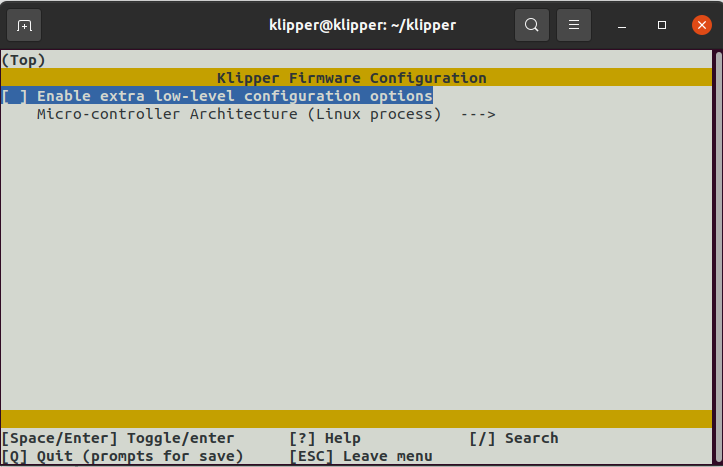 klipper@klipper: ~/klipper
(Top)
Klipper Firmware Configuration
[ ] Enable extra low-level configuration options
Micro-controller Architecture (Linux process) --->
[Space/Enter] Toggle/enter [?] Help [/] Search
[Q] Quit (prompts for save) [ESC] Leave menu